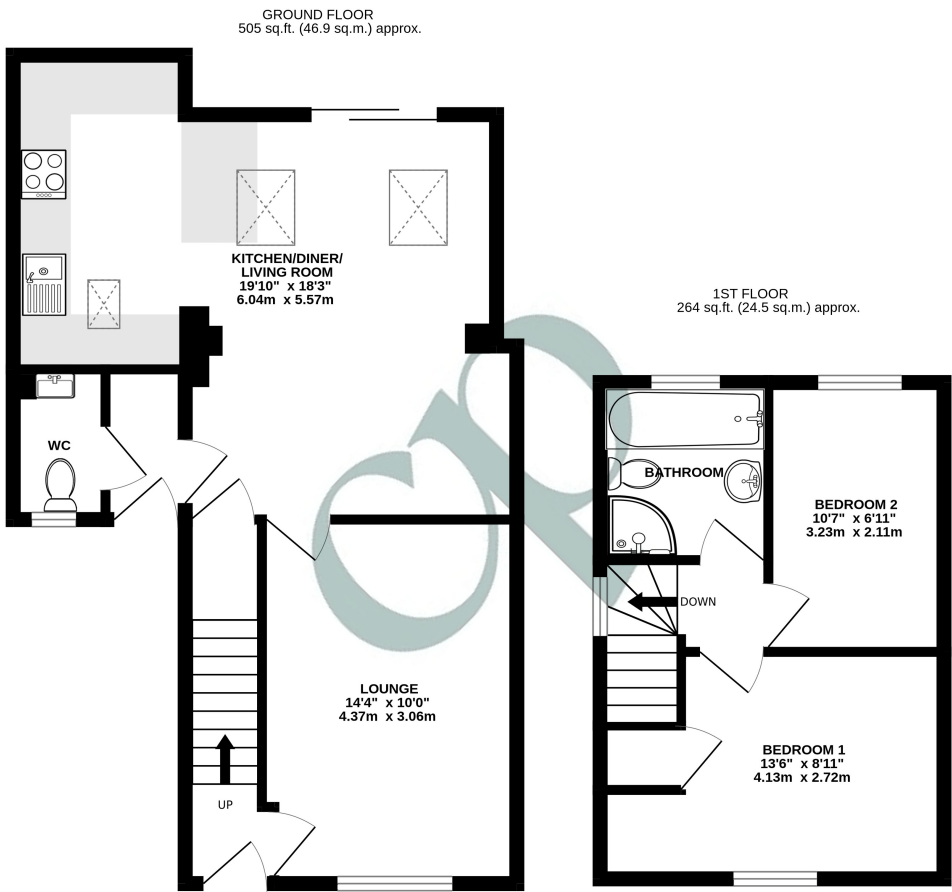 GROUND FLOOR
505 sq.ft. (46.9 sq.m.) approx.
KITCHEN/DINER/
LIVING ROOM
19'10" x 18'3"
6.04m x 5.57m
WC
LOUNGE
14'4" x 10'0"
4.37m x 3.06m
UP
1ST FLOOR
264 sq.ft. (24.5 sq.m.) approx.
BATHROOM
BEDROOM 2
10'7" x 6'11"
3.23m x 2.11m
DOWN
BEDROOM 1
13'6" x 8'11"
4.13m x 2.72m
cp